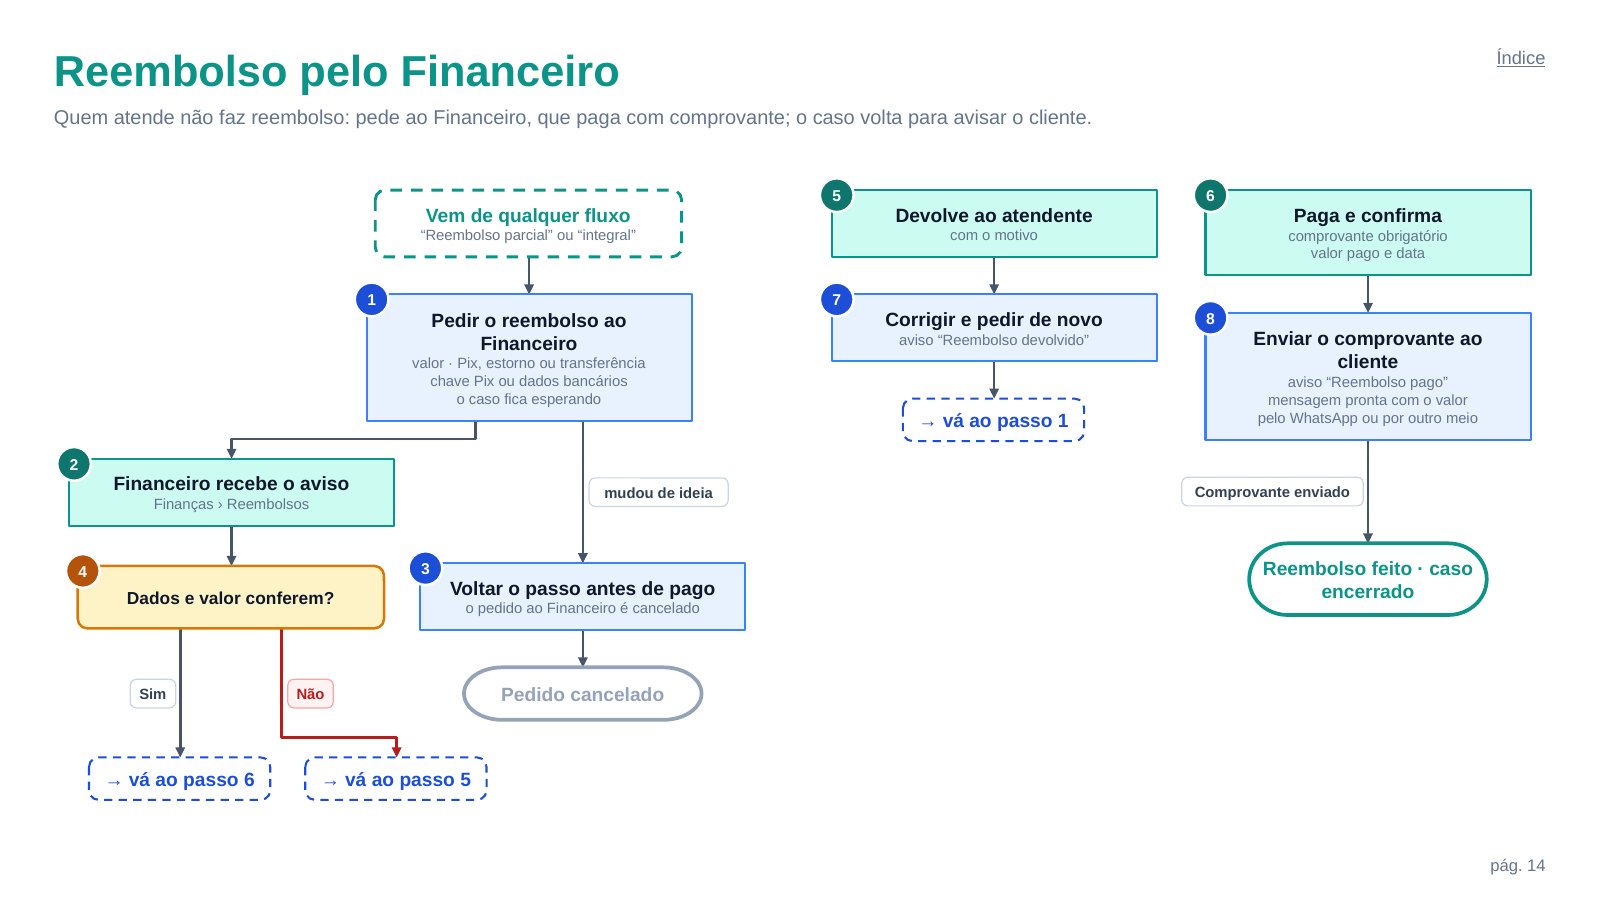 Reembolso pelo Financeiro
Índice
Quem atende não faz reembolso: pede ao Financeiro, que paga com comprovante; o caso volta para avisar o cliente.
Vem de qualquer fluxo
“Reembolso parcial” ou “integral”
1
Pedir o reembolso ao
Financeiro
valor · Pix, estorno ou transferência
chave Pix ou dados bancários
o caso fica esperando
2
Financeiro recebe o aviso
Finanças › Reembolsos
mudou de ideia
4
Dados e valor conferem?
3
Voltar o passo antes de pago
o pedido ao Financeiro é cancelado
Sim
Não
Pedido cancelado
→ vá ao passo 6
→ vá ao passo 5
5
Devolve ao atendente
com o motivo
7
Corrigir e pedir de novo
aviso “Reembolso devolvido”
→ vá ao passo 1
6
Paga e confirma
comprovante obrigatório
valor pago e data
8
Enviar o comprovante ao
cliente
aviso “Reembolso pago”
mensagem pronta com o valor
pelo WhatsApp ou por outro meio
Comprovante enviado
Reembolso feito · caso
encerrado
pág. 14